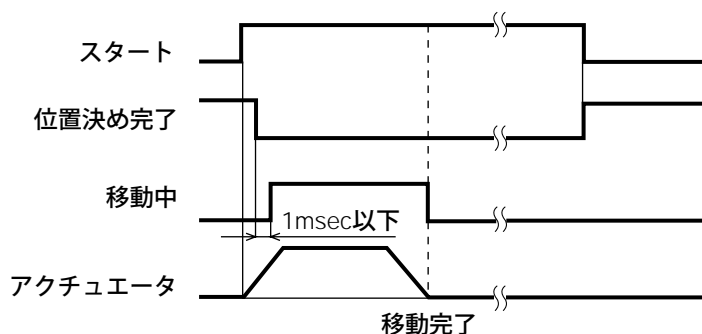 スタート
位置決め完了
移動中
1msec以下
アクチュエータ
移動完了